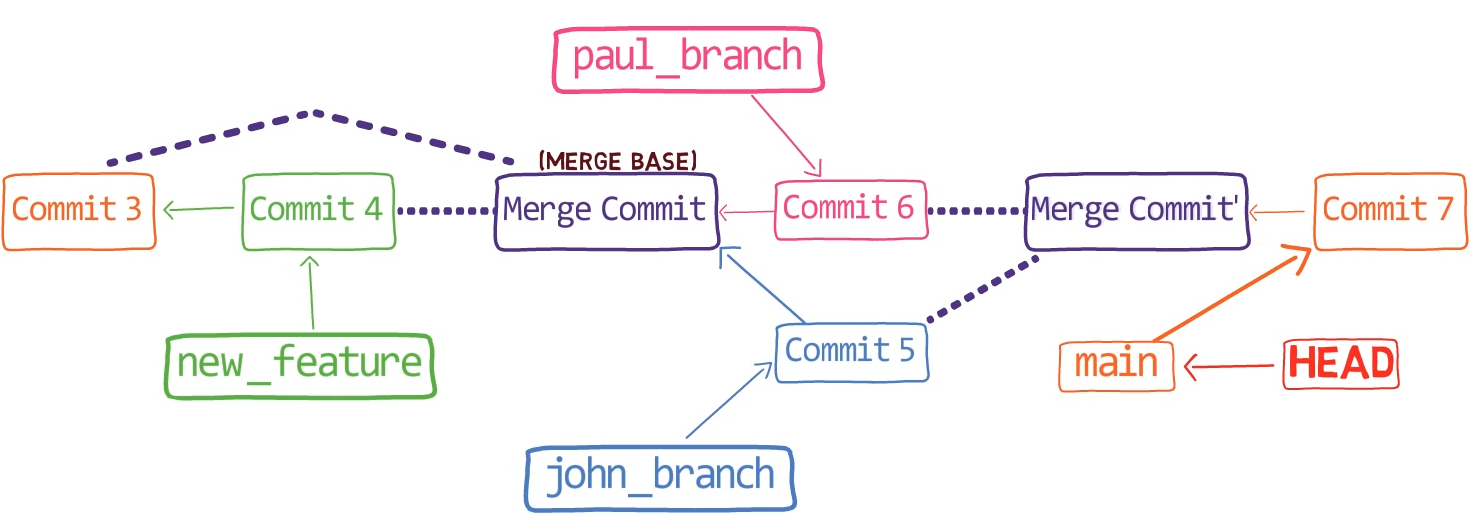 paul_branch
(MERGE BASE)
Commit 3
Commit 4
Merge Commit
Commit 6
Merge Commit'
Commit 7
new_feature
Commit 5
main
HEAD
john_branch